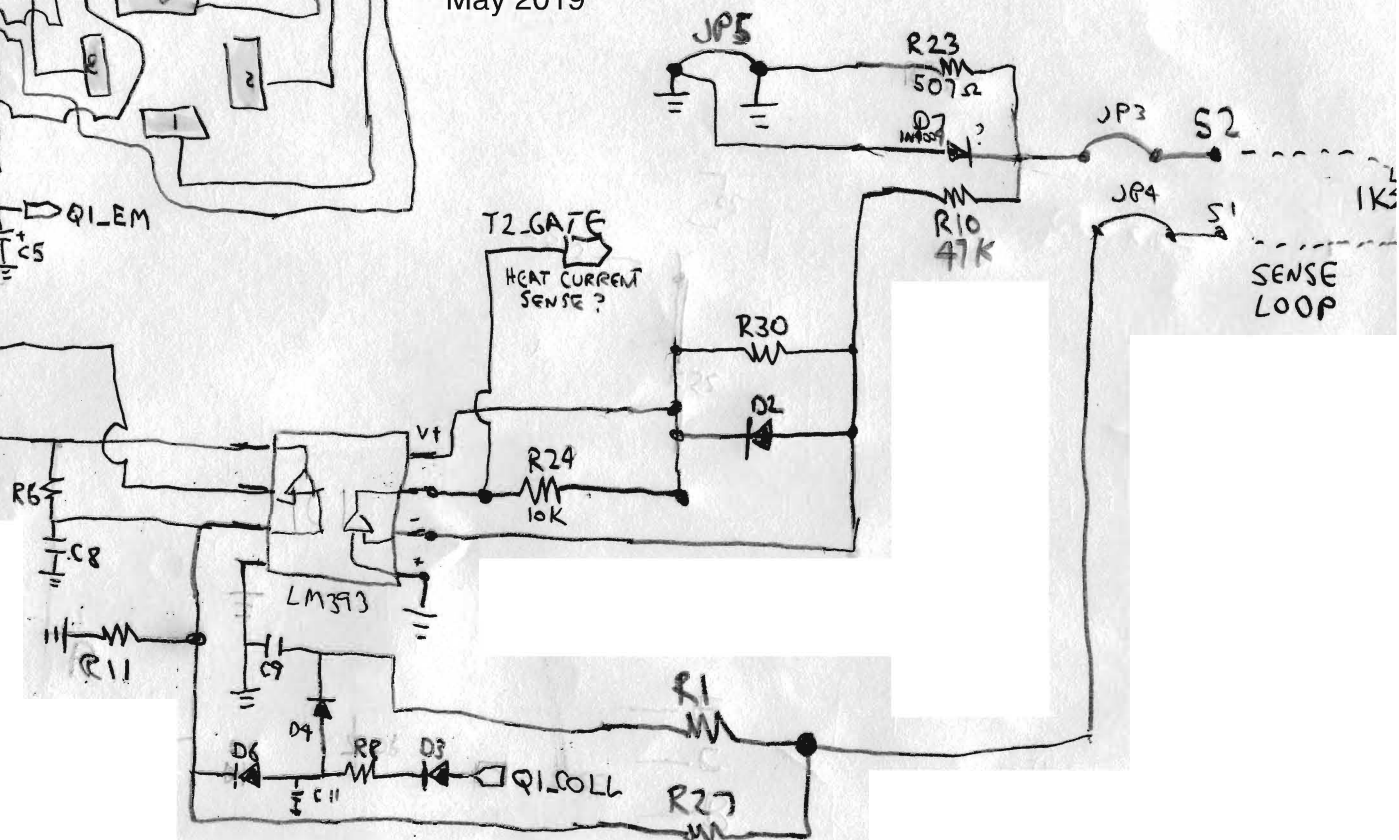 May 2019
JP5
R23
507Ω
2
1
D7
1N4004
?
JP3
S2
1K
Q1_EM
+
C5
T2_GATE
HEAT CURRENT
SENSE?
R10
47K
JP4
S1
SENSE
LOOP
R30
D2
V+
R24
10K
R6
-
+
C8
LM393
R11
C9
R1
D4
D6
R8
D3
C11
Q1_COLL
R27